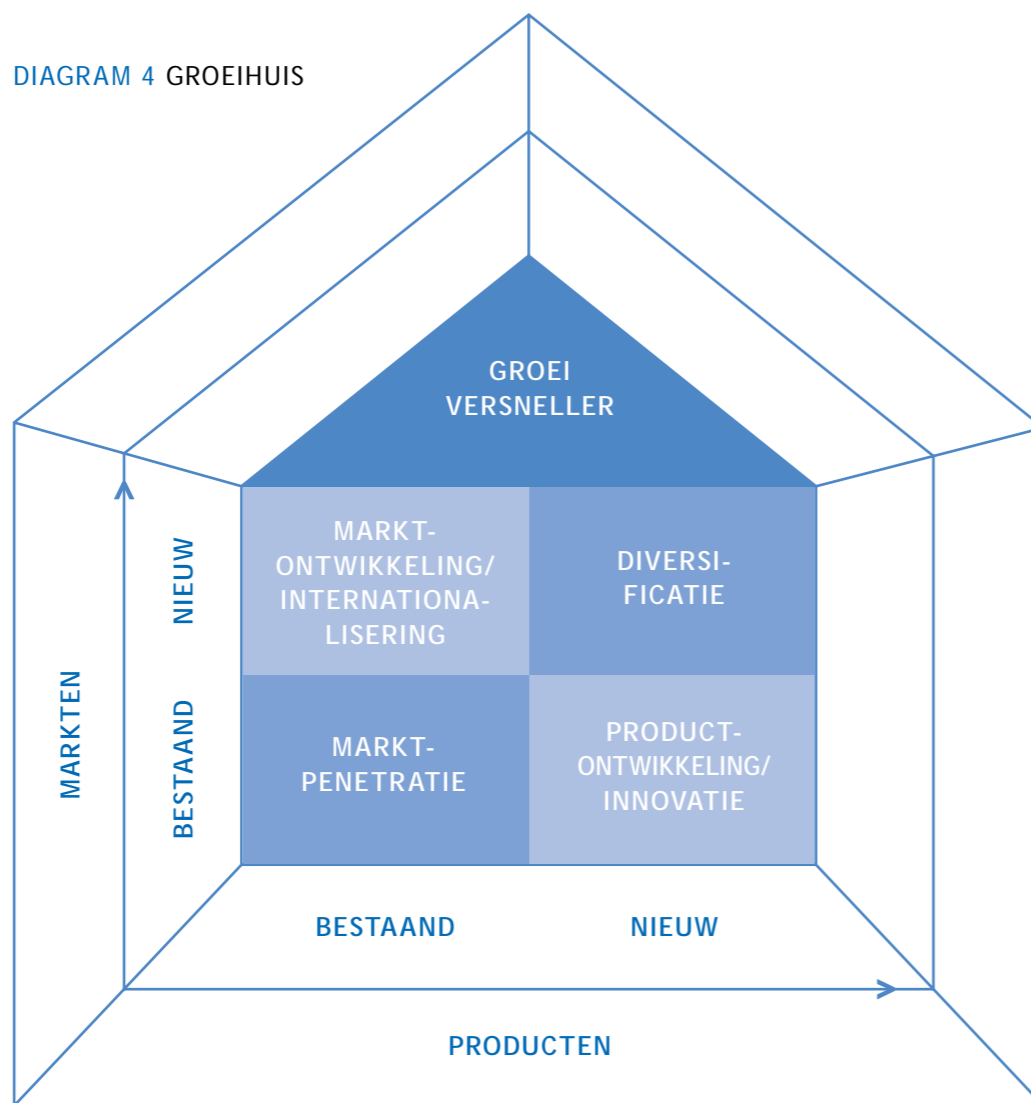 DIAGRAM 4 GROEIHUIS
GROEI
VERSNELLER
MARKTEN
NIEUW
BESTAAND
MARKT-
ONTWIKKELING/
INTERNATIONA-
LISERING
DIVERSI-
FICATIE
MARKT-
PENETRATIE
PRODUCT-
ONTWIKKELING/
INNOVATIE
BESTAAND
NIEUW
PRODUCTEN